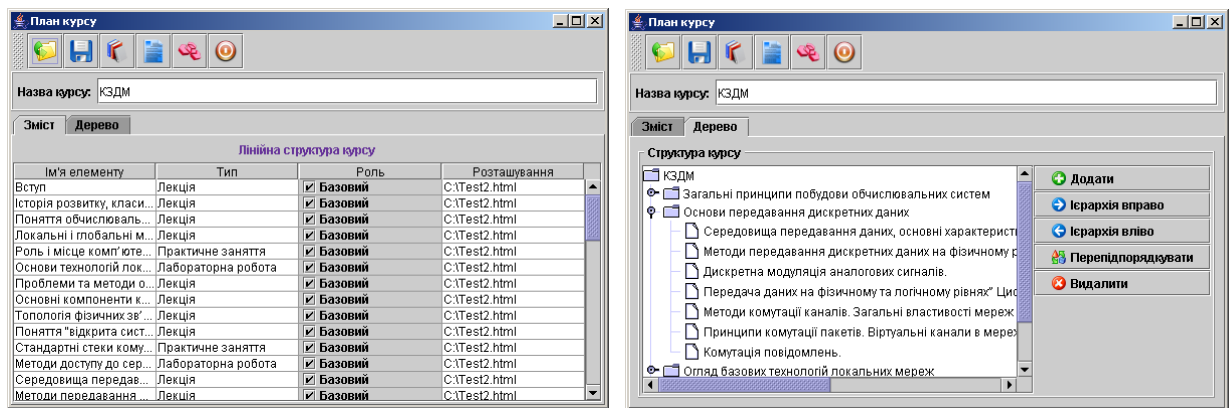 План курсу
Назва курсу: КЗДМ
Зміст Дерево
Лінійна структура курсу
Ім'я елементу Тип Роль Розташування
Вступ Лекція Базовий C:\Test2.html
Історія розвитку, класи... Лекція Базовий C:\Test2.html
Поняття обчислюваль... Лекція Базовий C:\Test2.html
Локальні і глобальні м... Лекція Базовий C:\Test2.html
Роль і місце комп'юте... Практичне заняття Базовий C:\Test2.html
Основи технологій лок... Лабораторна робота Базовий C:\Test2.html
Проблеми та методи о... Лекція Базовий C:\Test2.html
Основні компоненти к... Лекція Базовий C:\Test2.html
Топологія фізичних зв'... Лекція Базовий C:\Test2.html
Поняття "відкрита сист... Лекція Базовий C:\Test2.html
Стандартні стеки кому... Практичне заняття Базовий C:\Test2.html
Методи доступу до сер... Лабораторна робота Базовий C:\Test2.html
Середовища передав... Лекція Базовий C:\Test2.html
Методи передавання ... Лекція Базовий C:\Test2.html
План курсу
Назва курсу: КЗДМ
Зміст Дерево
Структура курсу
КЗДМ
Загальні принципи побудови обчислювальних систем
Основи передавання дискретних даних
Середовища передавання даних, основні характерист
Методи передавання дискретних даних на фізичному р
Дискретна модуляція аналогових сигналів.
Передача даних на фізичному та логічному рівнях" Циф
Методи комутації каналів. Загальні властивості мереж
Принципи комутації пакетів. Віртуальні канали в мереж
Комутація повідомлень.
Огляд базових технологій локальних мереж
Додати
Ієрархія вправо
Ієрархія вліво
Перепідпорядкувати
Видалити